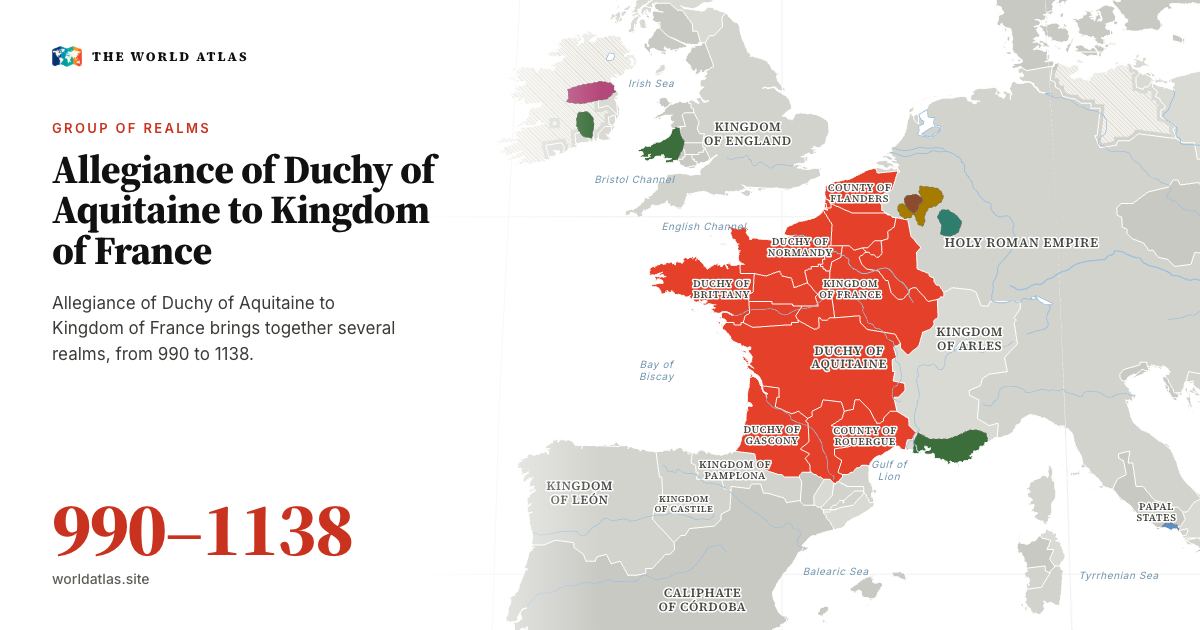 THE WORLD ATLAS
GROUP OF REALMS
Allegiance of Duchy of
Aquitaine to Kingdom
of France
Allegiance of Duchy of Aquitaine to
Kingdom of France brings together several
realms, from 990 to 1138.
990–1138
worldatlas.site
Irish Sea
KINGDOM
OF ENGLAND
Bristol Channel
COUNTY OF
FLANDERS
English Channel
DUCHY OF
NORMANDY
HOLY ROMAN EMPIRE
DUCHY OF
BRITTANY
KINGDOM
OF FRANCE
KINGDOM
OF ARLES
DUCHY OF
AQUITAINE
Bay of
Biscay
DUCHY OF
GASCONY
COUNTY OF
ROUERGUE
KINGDOM OF
PAMPLONA
Gulf of
Lion
KINGDOM
OF LEÓN
KINGDOM
OF CASTILE
PAPAL
STATES
Balearic Sea
Tyrrhenian Sea
CALIPHATE
OF CÓRDOBA